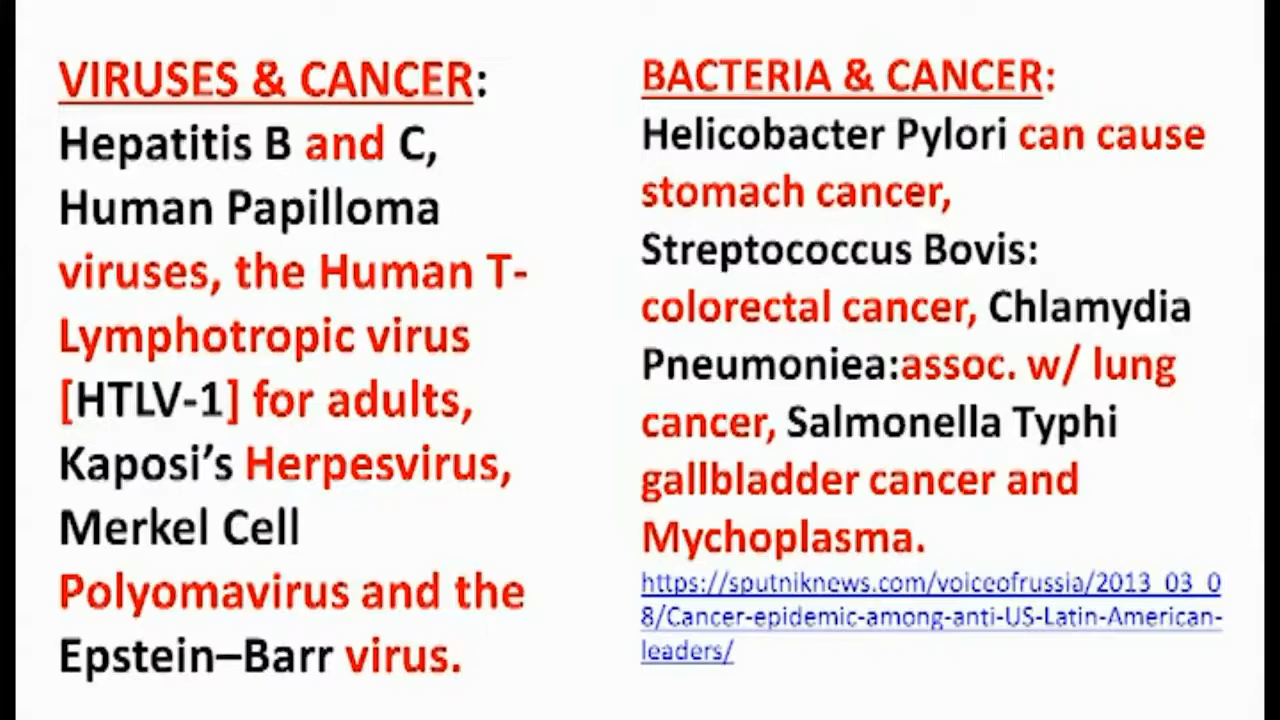 VIRUSES & CANCER:
Hepatitis B and C,
Human Papilloma
viruses, the Human T-
Lymphotropic virus
[HTLV-1] for adults,
Kaposi’s Herpesvirus,
Merkel Cell
Polyomavirus and the
Epstein–Barr virus.
BACTERIA & CANCER:
Helicobacter Pylori can cause
stomach cancer,
Streptococcus Bovis:
colorectal cancer, Chlamydia
Pneumoniea:assoc. w/ lung
cancer, Salmonella Typhi
gallbladder cancer and
Mychoplasma.
https://sputniknews.com/voiceofrussia/2013_03_0
8/Cancer-epidemic-among-anti-US-Latin-American-
leaders/